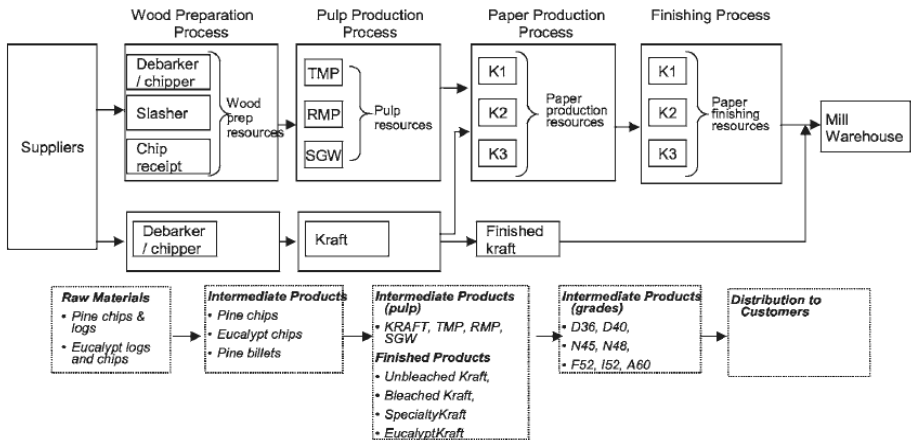 Wood Preparation
Process
Pulp Production
Process
Paper Production
Process
Finishing Process
Suppliers
Debarker
/ chipper
Slasher
Chip
receipt
Wood
prep
resources
TMP
RMP
SGW
Pulp
resources
K1
K2
K3
Paper
production
resources
K1
K2
K3
Paper
finishing
resources
Mill
Warehouse
Debarker
/ chipper
Kraft
Finished
kraft
Raw Materials
• Pine chips &
logs
• Eucalypt logs
and chips
Intermediate Products
• Pine chips
• Eucalypt chips
• Pine billets
Intermediate Products
(pulp)
• KRAFT, TMP, RMP,
SGW
Finished Products
• Unbleached Kraft,
• Bleached Kraft,
• SpecialtyKraft
• EucalyptKraft
Intermediate Products
(grades)
• D36, D40,
• N45, N48,
• F52, I52, A60
Distribution to
Customers